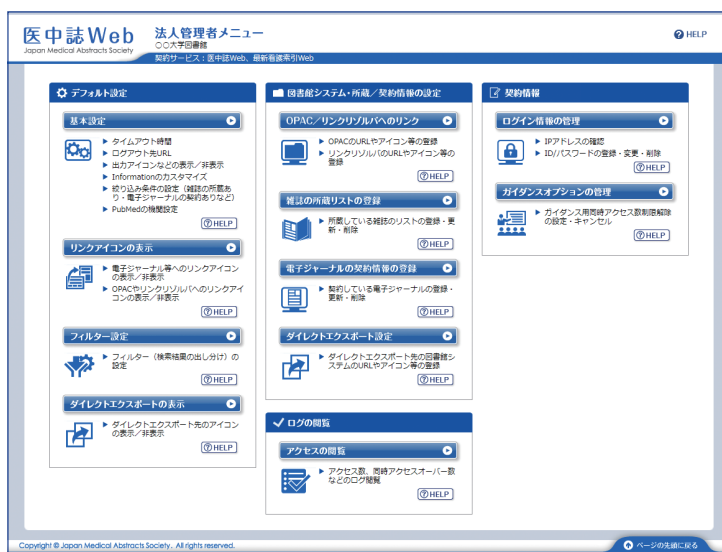 医中誌Web
Japan Medical Abstracts Society
法人管理者メニュー
○○大学図書館
契約サービス：医中誌Web、最新看護索引Web
HELP
デフォルト設定
基本設定
タイムアウト時間
ログアウト先URL
出力アイコンなどの表示／非表示
Informationのカスタマイズ
絞り込み条件の設定（雑誌の所蔵あ
り・電子ジャーナルの契約ありなど）
PubMedの機関設定
HELP
リンクアイコンの表示
電子ジャーナル等へのリンクアイコン
の表示／非表示
OPACやリンクリゾルバへのリンクアイ
コンの表示／非表示
HELP
フィルター設定
フィルター（検索結果の出し分け）の
設定
HELP
ダイレクトエクスポートの表示
ダイレクトエクスポート先のアイコン
の表示／非表示
HELP
図書館システム・所蔵／契約情報の設定
OPAC／リンクリゾルバへのリンク
OPACのURLやアイコン等の登録
リンクリゾルバのURLやアイコン等の
登録
HELP
雑誌の所蔵リストの登録
所蔵している雑誌のリストの登録・更
新・削除
HELP
電子ジャーナルの契約情報の登録
契約している電子ジャーナルの登録・
更新・削除
HELP
ダイレクトエクスポート設定
ダイレクトエクスポート先の図書館シ
ステムのURLやアイコン等の登録
HELP
ログの閲覧
アクセスの閲覧
アクセス数、同時アクセスオーバー数
などのログ閲覧
HELP
契約情報
ログイン情報の管理
IPアドレスの確認
ID/パスワードの登録・変更・削除
HELP
ガイダンスオプションの管理
ガイダンス用同時アクセス数制限解除
の設定・キャンセル
HELP
Copyright © Japan Medical Abstracts Society. All rights reserved.
ページの先頭に戻る